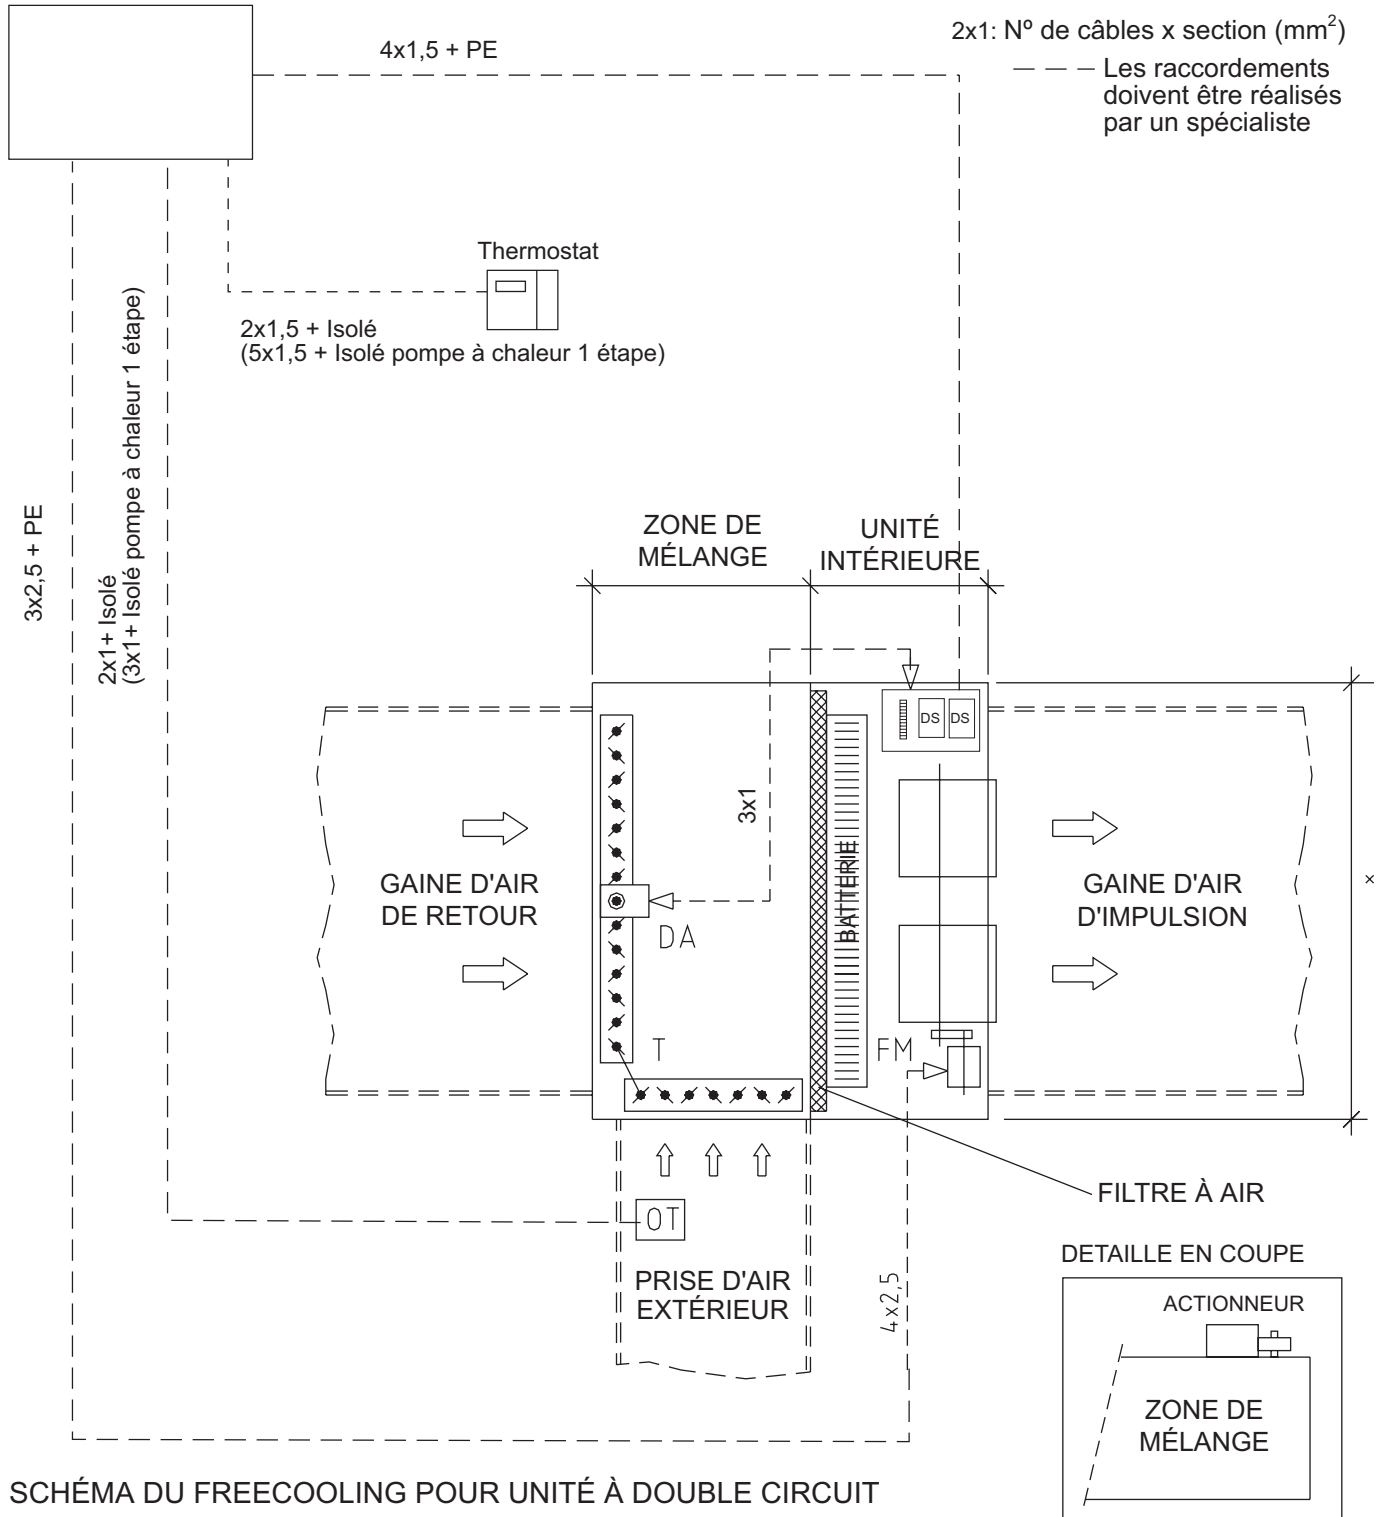 4x1,5 + PE
2x1: Nº de câbles x section (mm²)
Les raccordements
doivent être réalisés
par un spécialiste
Thermostat
2x1,5 + Isolé
(5x1,5 + Isolé pompe à chaleur 1 étape)
3x2,5 + PE
2x1+ Isolé
(3x1+ Isolé pompe à chaleur 1 étape)
ZONE DE
MÉLANGE
UNITÉ
INTÉRIEURE
DS
DS
3x1
BATTERIE
GAINE D'AIR
DE RETOUR
DA
GAINE D'AIR
D'IMPULSION
x
T
FM
FILTRE À AIR
OT
PRISE D'AIR
EXTÉRIEUR
4x2,5
DETAILLE EN COUPE
ACTIONNEUR
ZONE DE
MÉLANGE
SCHÉMA DU FREECOOLING POUR UNITÉ À DOUBLE CIRCUIT